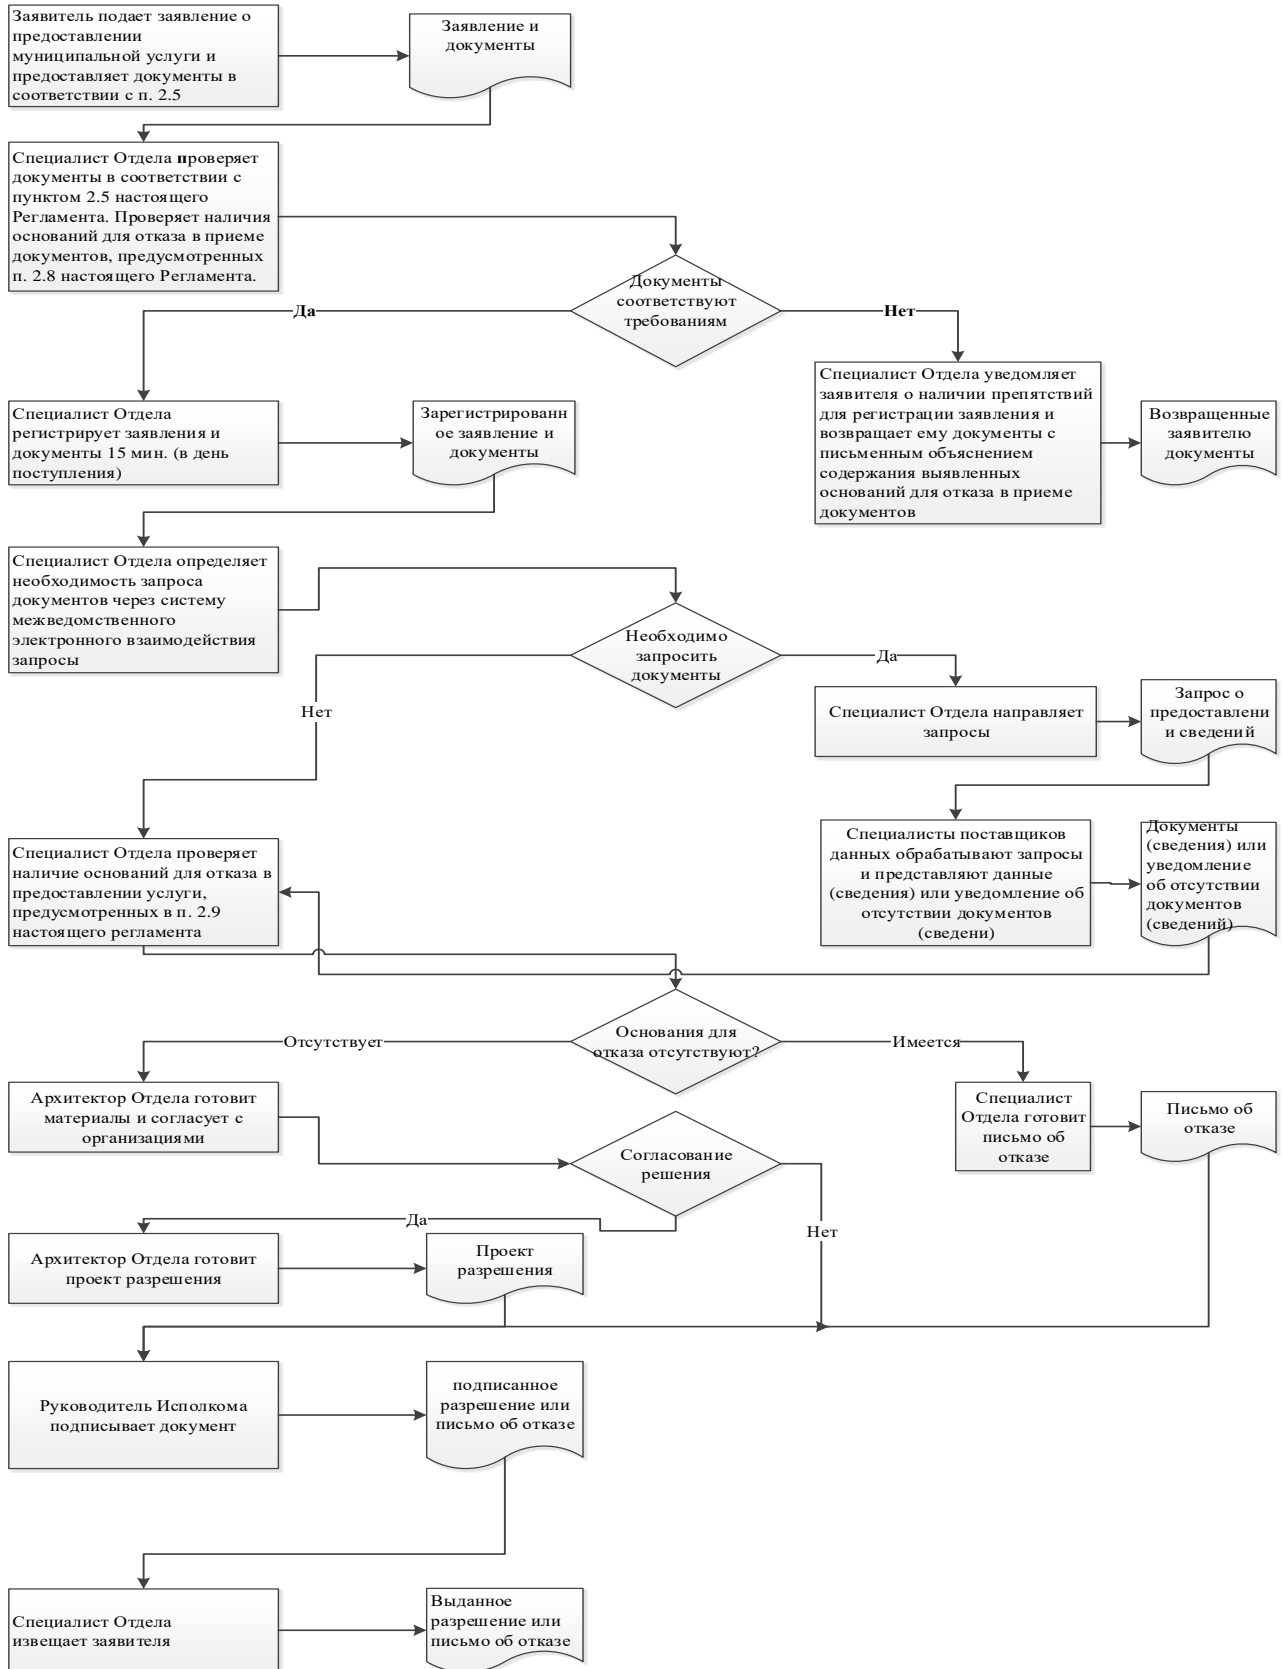 Заявитель подает заявление о
предоставлении
муниципальной услуги и
предоставляет документы в
соответствии с п. 2.5
Заявление и
документы
Специалист Отдела проверяет
документы в соответствии с
пунктом 2.5 настоящего
Регламента. Проверяет наличия
оснований для отказа в приеме
документов, предусмотренных
п. 2.8 настоящего Регламента.
Документы
соответствуют
требованиям
Да
Нет
Специалист Отдела
регистрирует заявления и
документы 15 мин. (в день
поступления)
Зарегистрированн
ое заявление и
документы
Специалист Отдела уведомляет
заявителя о наличии препятствий
для регистрации заявления и
возвращает ему документы с
письменным объяснением
содержания выявленных
оснований для отказа в приеме
документов
Возвращенные
заявителю
документы
Специалист Отдела определяет
необходимость запроса
документов через систему
межведомственного
электронного взаимодействия
запросы
Необходимо
запросить
документы
Да
Нет
Специалист Отдела направляет
запросы
Запрос о
предоставлени
и сведений
Специалист Отдела проверяет
наличие оснований для отказа в
предоставлении услуги,
предусмотренных в п. 2.9
настоящего регламента
Специалисты поставщиков
данных обрабатывают запросы
и представляют данные
(сведения) или уведомление об
отсутствии документов
(сведени)
Документы
(сведения) или
уведомление
об отсутствии
документов
(сведений)
Основания для
отказа отсутствуют?
Отсутствует
Имеется
Архитектор Отдела готовит
материалы и согласует с
организациями
Специалист
Отдела готовит
письмо об
отказе
Письмо об
отказе
Согласование
решения
Да
Нет
Архитектор Отдела готовит
проект разрешения
Проект
разрешения
Руководитель Исполкома
подписывает документ
подписанное
разрешение или
письмо об отказе
Специалист Отдела
извещает заявителя
Выданное
разрешение или
письмо об отказе